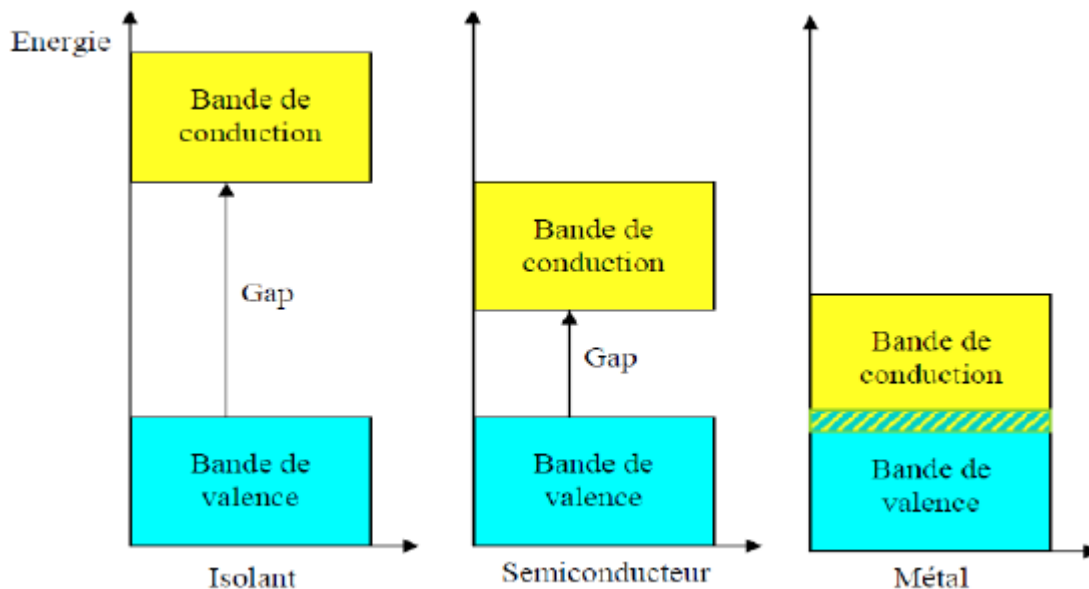 Energie
Bande de
conduction
Gap
Bande de
valence
Isolant
Bande de
conduction
Gap
Bande de
valence
Semiconducteur
Bande de
conduction
Bande de
valence
Métal